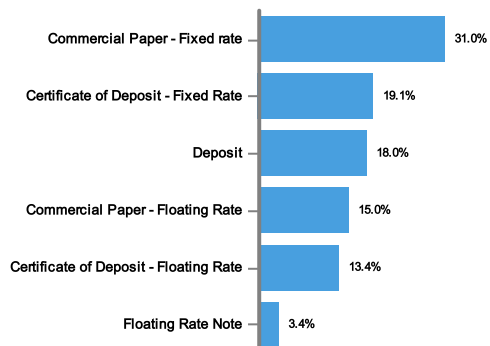 Commercial Paper - Fixed rate 31.0%
Certificate of Deposit - Fixed Rate 19.1%
Deposit 18.0%
Commercial Paper - Floating Rate 15.0%
Certificate of Deposit - Floating Rate 13.4%
Floating Rate Note 3.4%